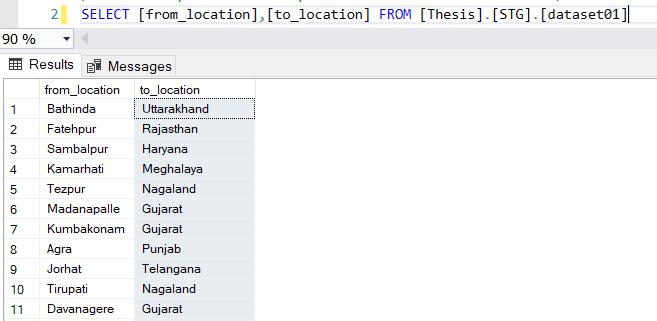 2 SELECT [from_location],[to_location] FROM [Thesis].[STG].[dataset01]
90 %
Results Messages
from_location to_location
1 Bathinda Uttarakhand
2 Fatehpur Rajasthan
3 Sambalpur Haryana
4 Kamarhati Meghalaya
5 Tezpur Nagaland
6 Madanapalle Gujarat
7 Kumbakonam Gujarat
8 Agra Punjab
9 Jorhat Telangana
10 Tirupati Nagaland
11 Davanagere Gujarat